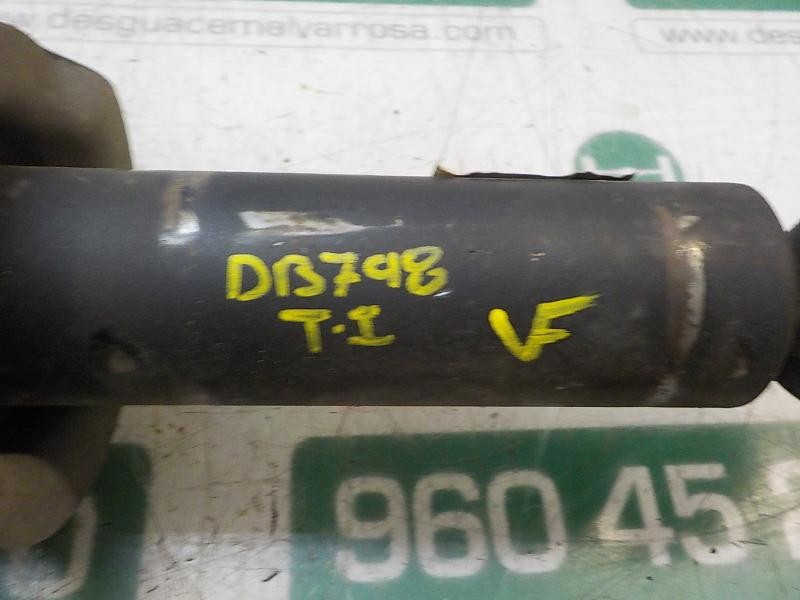 desguacemalvarrosa.com
www.des
DB798
T-I
VF
960 45